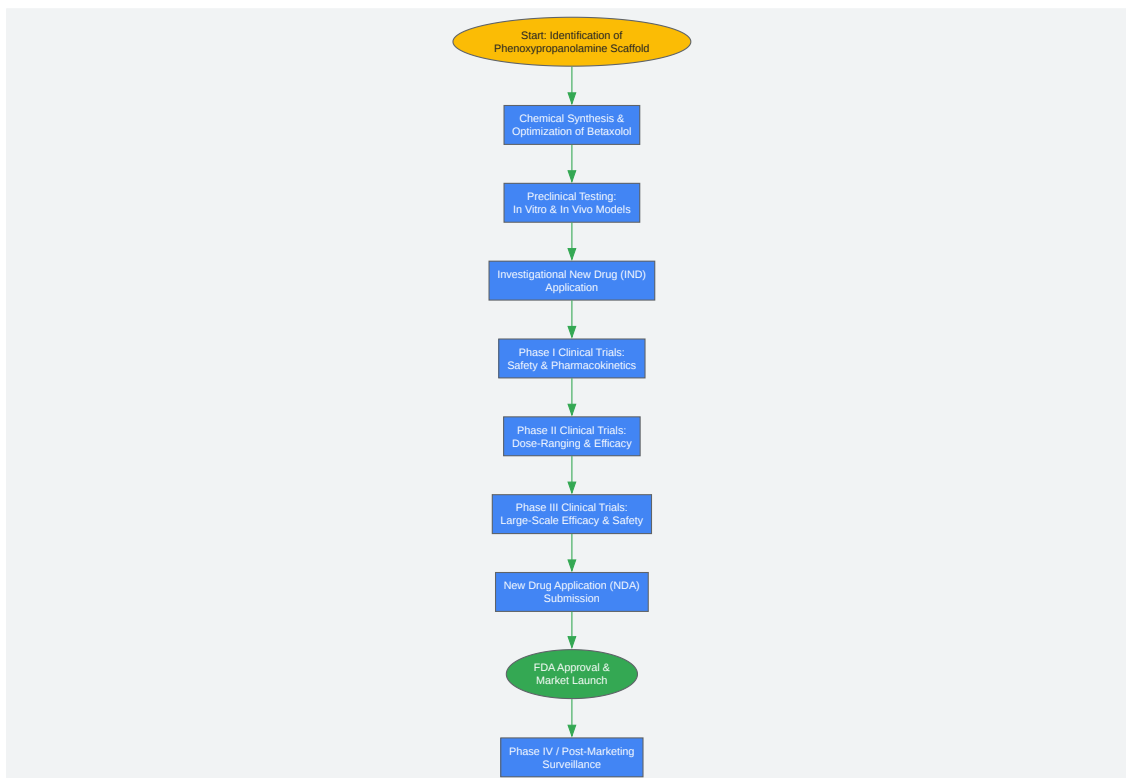 Start: Identification of
Phenoxypropanolamine Scaffold
Chemical Synthesis &
Optimization of Betaxolol
Preclinical Testing:
In Vitro & In Vivo Models
Investigational New Drug (IND)
Application
Phase I Clinical Trials:
Safety & Pharmacokinetics
Phase II Clinical Trials:
Dose-Ranging & Efficacy
Phase III Clinical Trials:
Large-Scale Efficacy & Safety
New Drug Application (NDA)
Submission
FDA Approval &
Market Launch
Phase IV / Post-Marketing
Surveillance